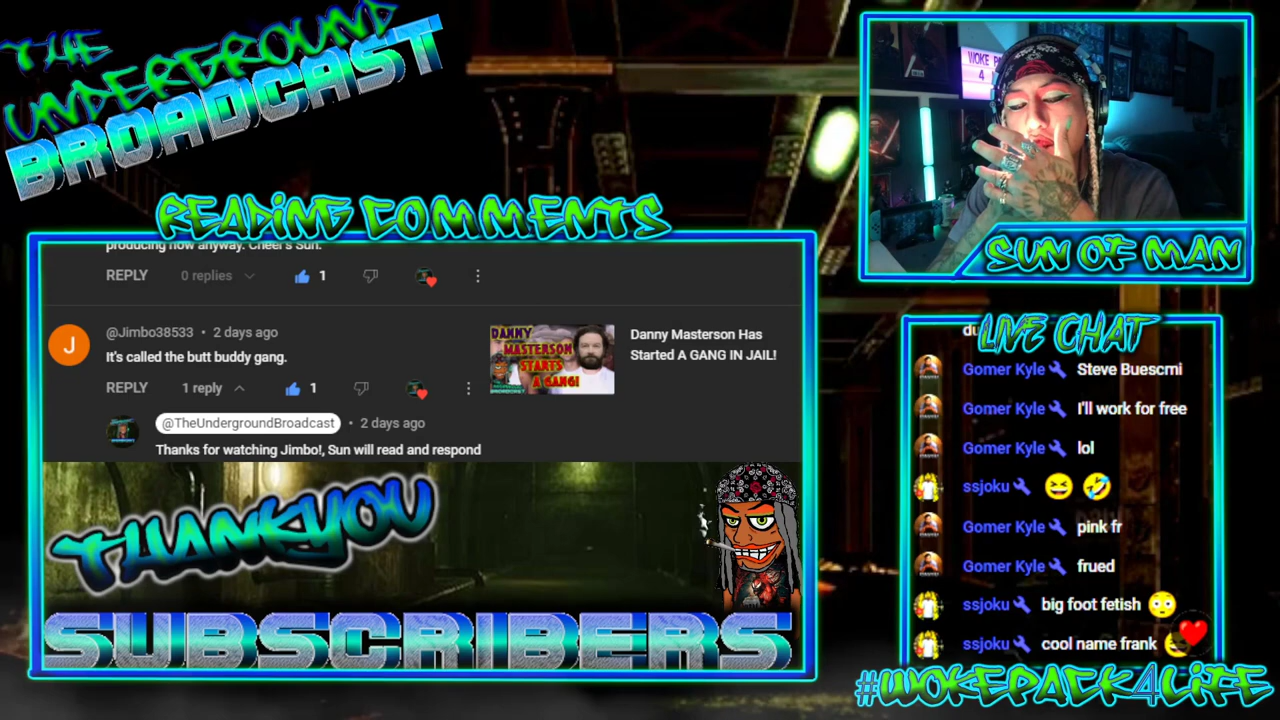 THE
UNDERGROUND
BROADCAST
READING COMMENTS
producing now anyway. Cheer's Sun.
REPLY 0 replies 1
@Jimbo38533 • 2 days ago
It's called the butt buddy gang.
REPLY 1 reply 1
@TheUndergroundBroadcast • 2 days ago
Thanks for watching Jimbo!, Sun will read and respond
DANNY
MASTERSON
STARTS
A GANG!
Danny Masterson Has
Started A GANG IN JAIL!
THANKYOU
SUBSCRIBERS
WOKE
4
SUN OF MAN
LIVE CHAT
Gomer Kyle Steve Buescmi
Gomer Kyle I'll work for free
Gomer Kyle lol
ssjoku 😆 🤣
Gomer Kyle pink fr
Gomer Kyle frued
ssjoku big foot fetish 😳
ssjoku cool name frank
#WOKEPACK4LIFE